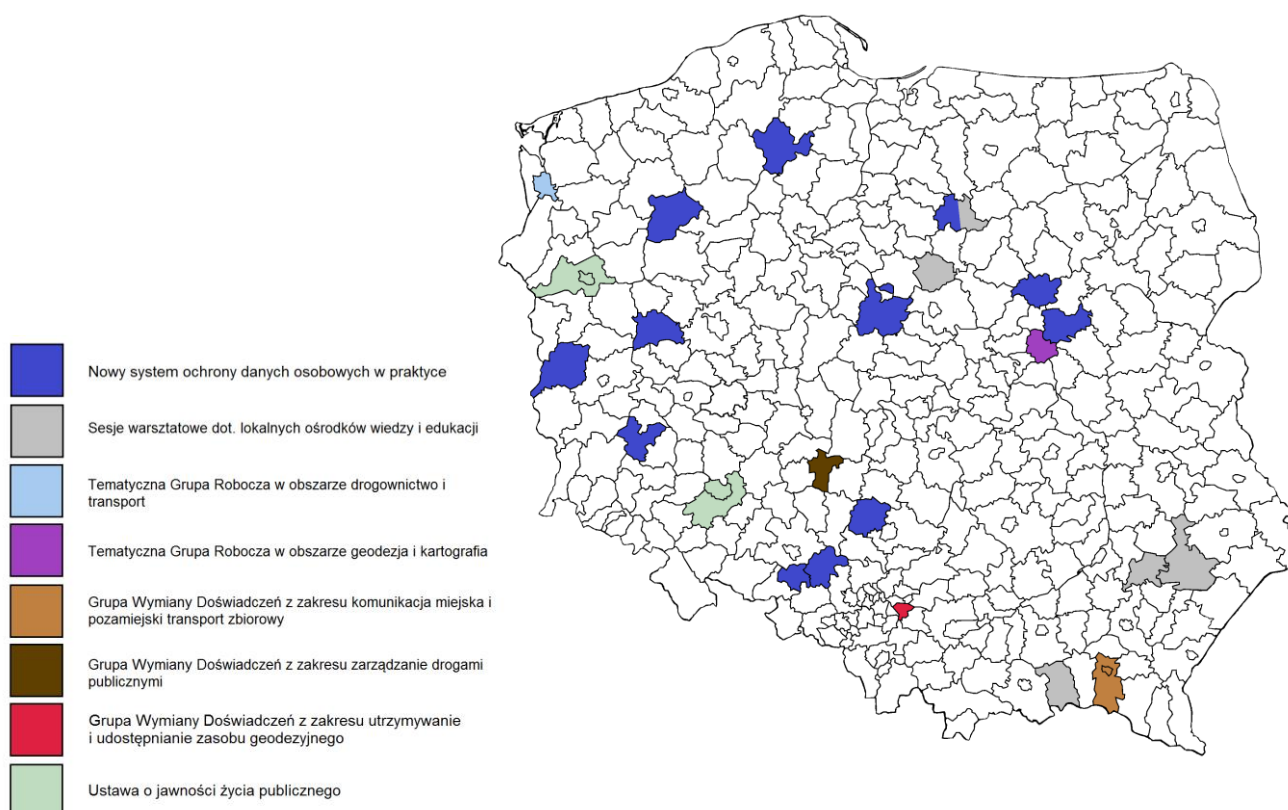 Nowy system ochrony danych osobowych w praktyce
Sesje warsztatowe dot. lokalnych ośrodków wiedzy i edukacji
Tematyczna Grupa Robocza w obszarze drogownictwo i
transport
Tematyczna Grupa Robocza w obszarze geodezja i kartografia
Grupa Wymiany Doświadczeń z zakresu komunikacja miejska i
pozamiejski transport zbiorowy
Grupa Wymiany Doświadczeń z zakresu zarządzanie drogami
publicznymi
Grupa Wymiany Doświadczeń z zakresu utrzymywanie
i udostępnianie zasobu geodezyjnego
Ustawa o jawności życia publicznego